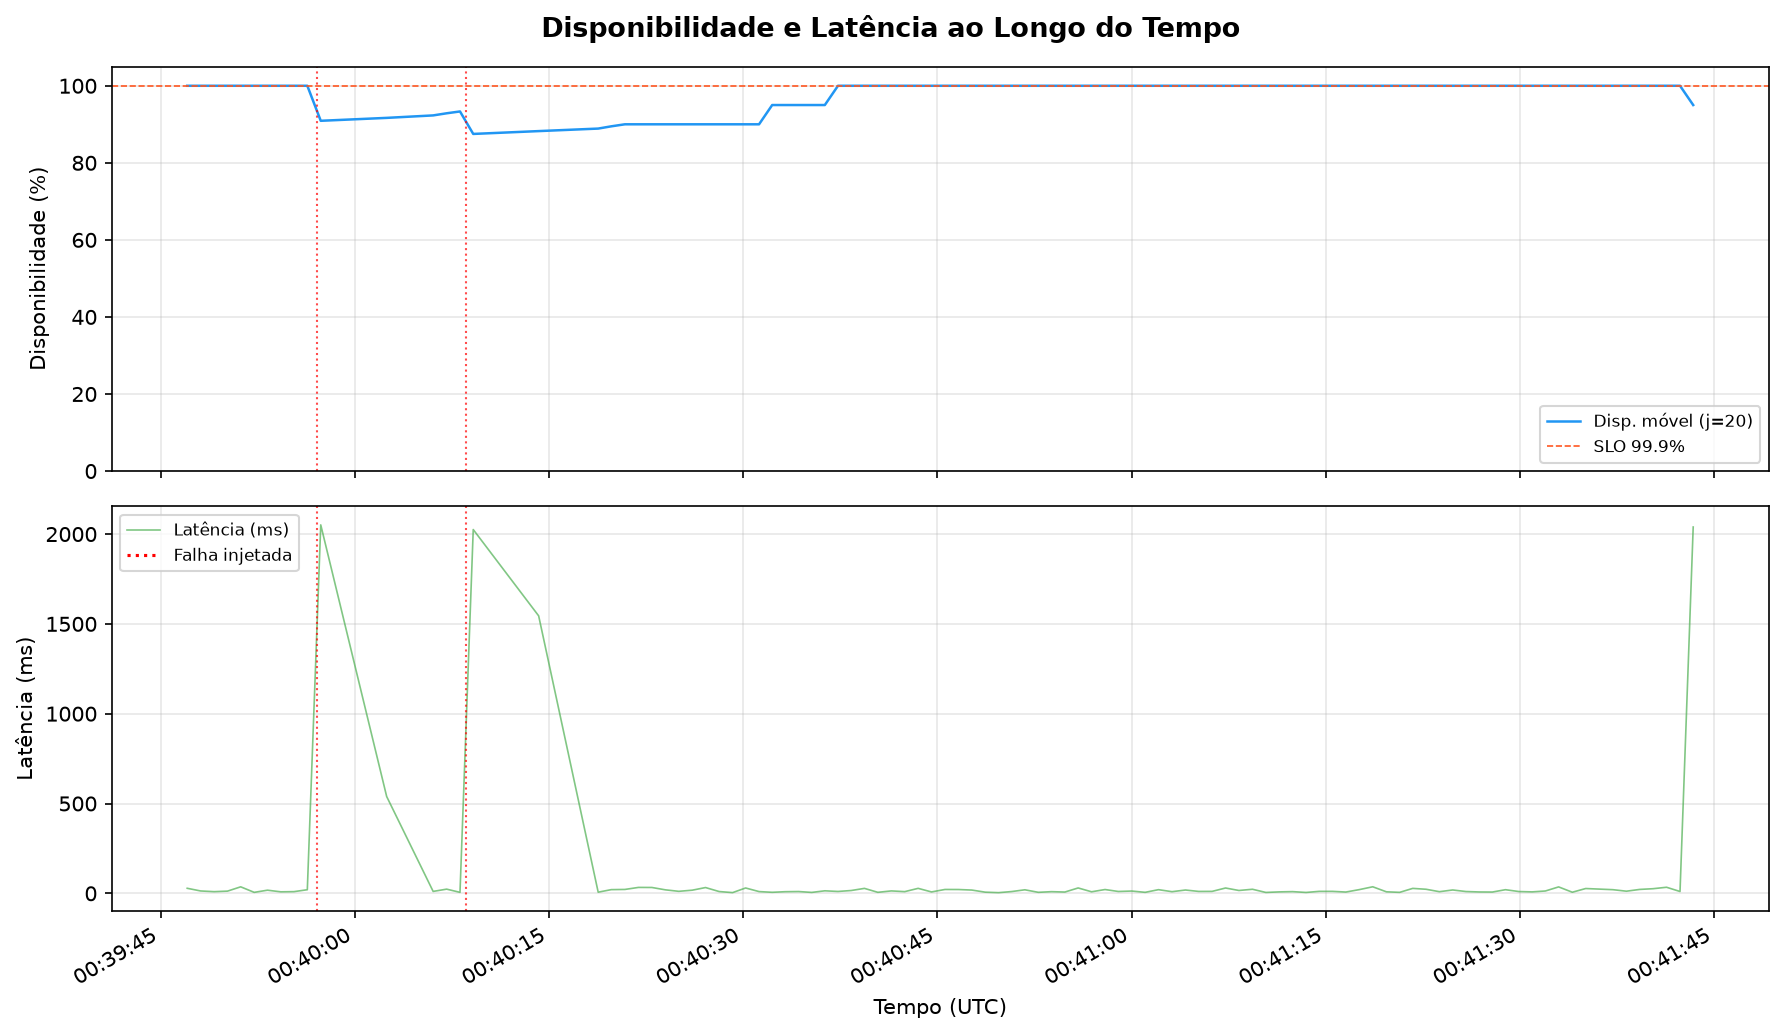 Disponibilidade e Latência ao Longo do Tempo
Disponibilidade (%)
100
80
60
40
20
0
Disp. móvel (j=20)
SLO 99.9%
Latência (ms)
2000
1500
1000
500
0
Latência (ms)
Falha injetada
00:39:45
00:40:00
00:40:15
00:40:30
00:40:45
00:41:00
00:41:15
00:41:30
00:41:45
Tempo (UTC)